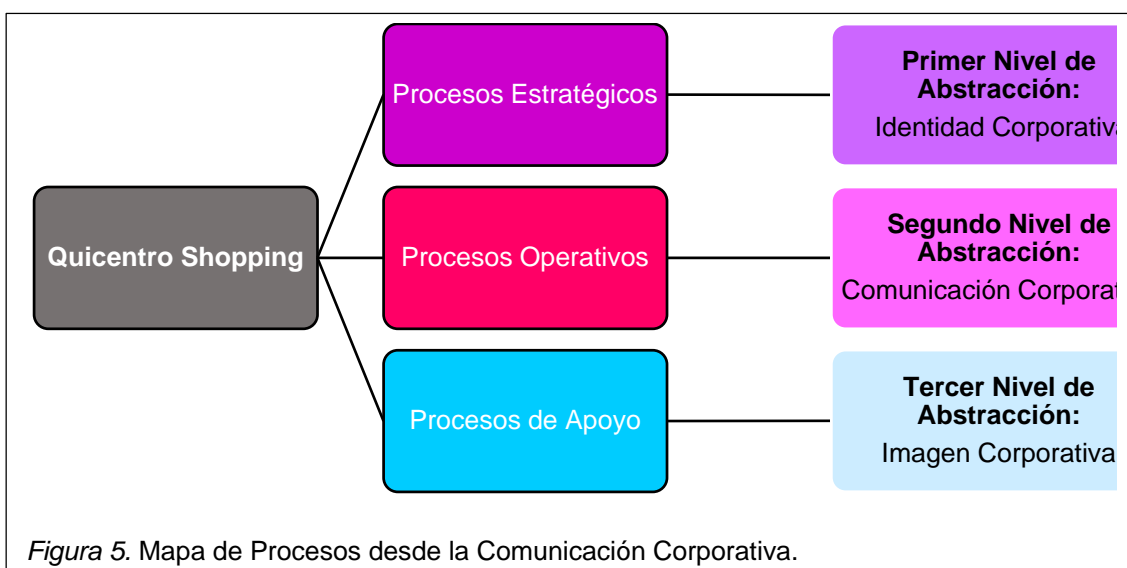 Quicentro Shopping
Procesos Estratégicos
Primer Nivel de
Abstracción:
Identidad Corporativa
Procesos Operativos
Segundo Nivel de
Abstracción:
Comunicación Corporat
Procesos de Apoyo
Tercer Nivel de
Abstracción:
Imagen Corporativa
Figura 5. Mapa de Procesos desde la Comunicación Corporativa.